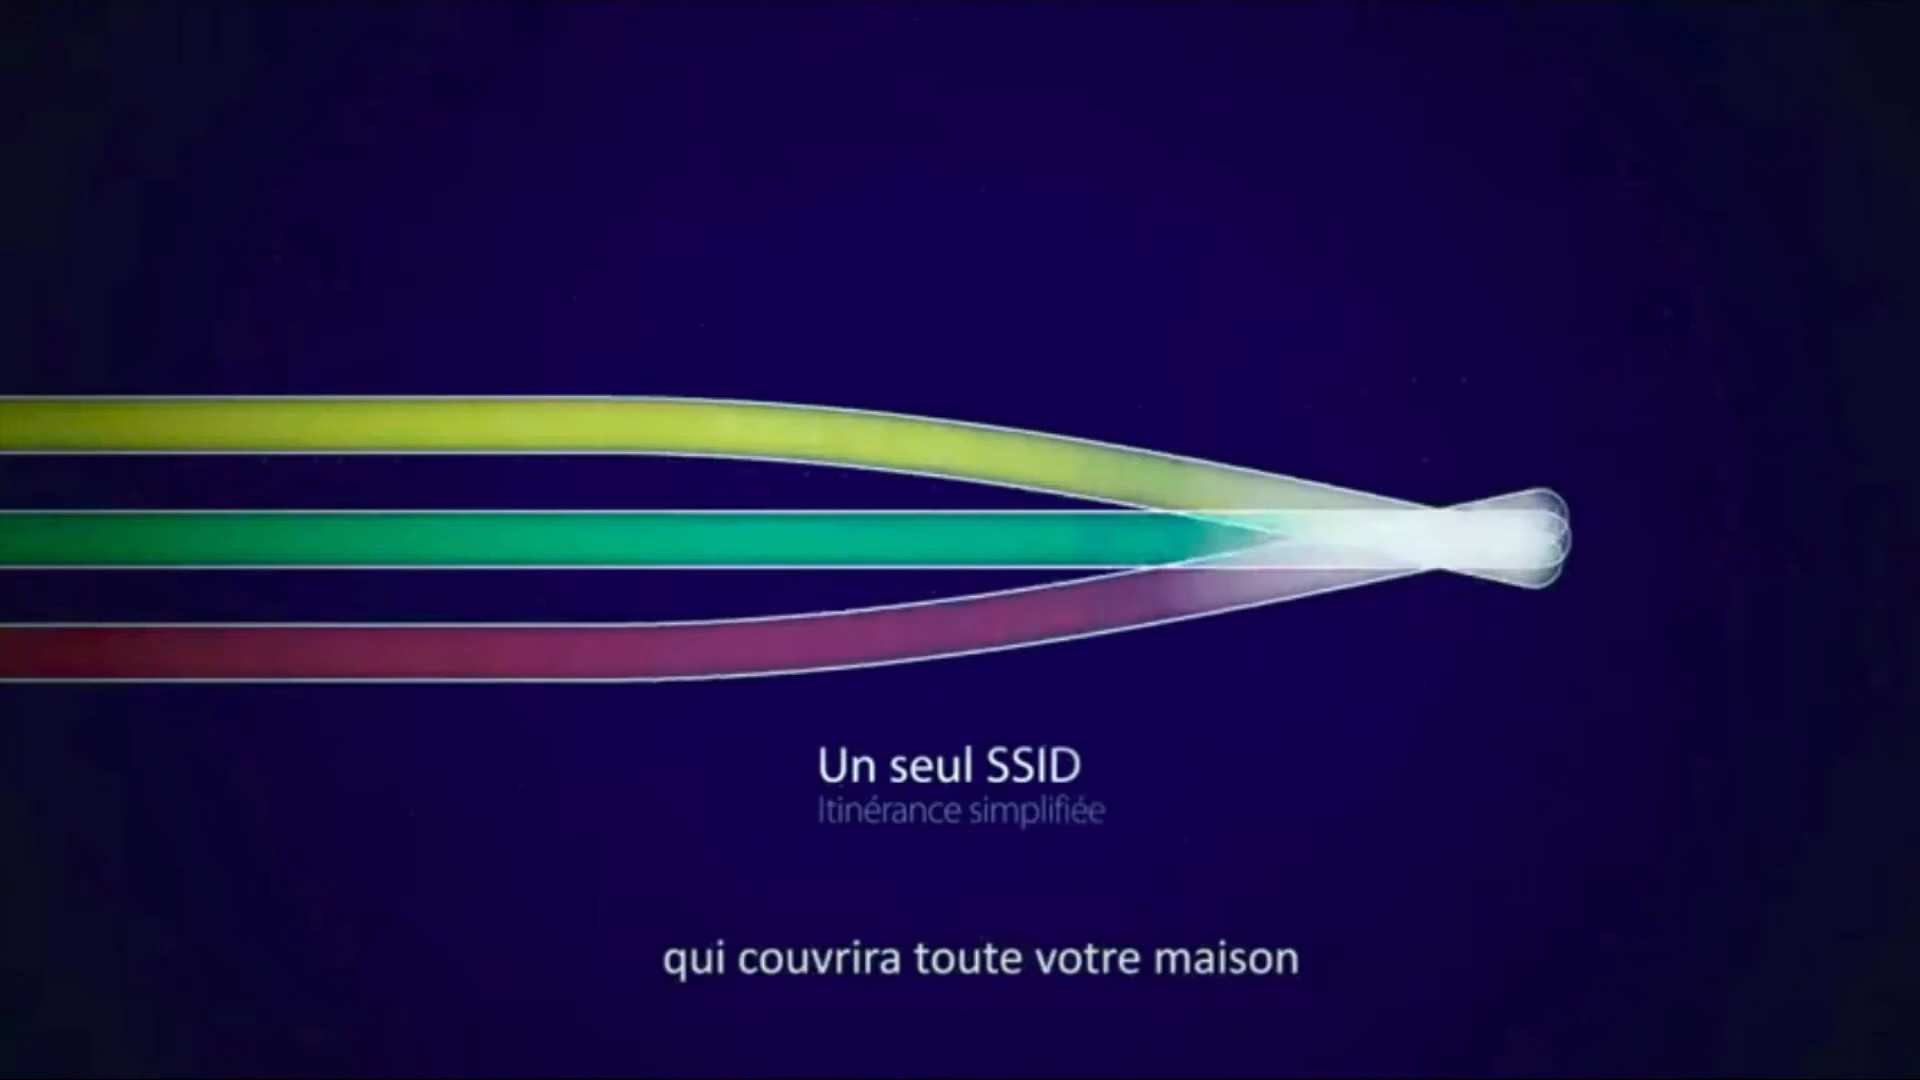 Un seul SSID
Itinérance simplifiée
qui couvrira toute votre maison